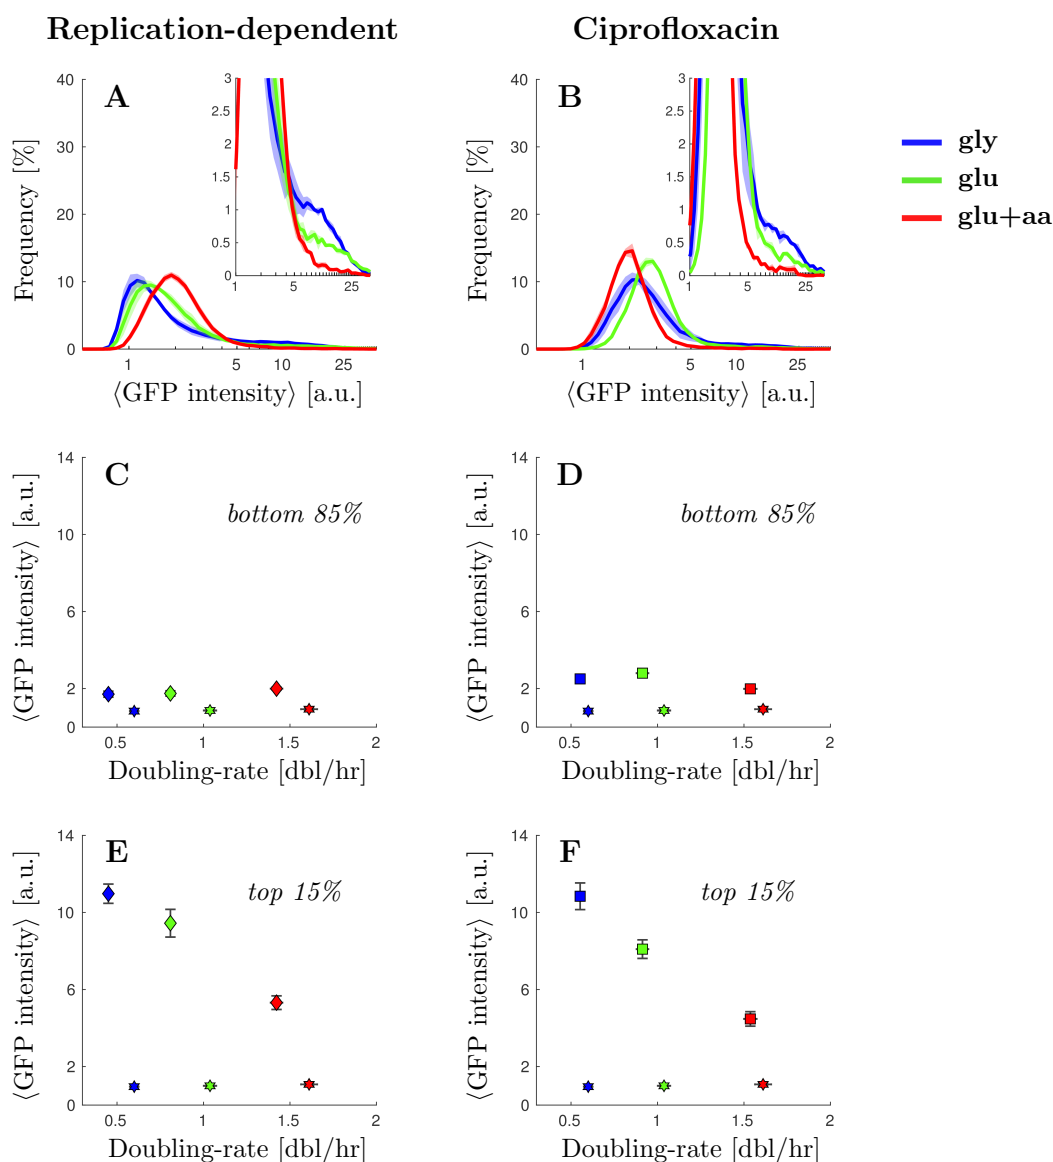 Replication-dependent
Ciprofloxacin
A
Frequency [%]
40
30
20
10
0
1
5
10
25
⟨GFP intensity⟩ [a.u.]
3
2.5
2
1.5
1
0.5
0
1
5
25
B
Frequency [%]
40
30
20
10
0
1
5
10
25
⟨GFP intensity⟩ [a.u.]
3
2.5
2
1.5
1
0.5
0
1
5
25
gly
glu
glu+aa
C
bottom 85%
⟨GFP intensity⟩ [a.u.]
14
10
6
2
0
0.5
1
1.5
2
Doubling-rate [dbl/hr]
D
bottom 85%
⟨GFP intensity⟩ [a.u.]
14
10
6
2
0
0.5
1
1.5
2
Doubling-rate [dbl/hr]
E
top 15%
⟨GFP intensity⟩ [a.u.]
14
10
6
2
0
0.5
1
1.5
2
Doubling-rate [dbl/hr]
F
top 15%
⟨GFP intensity⟩ [a.u.]
14
10
6
2
0
0.5
1
1.5
2
Doubling-rate [dbl/hr]